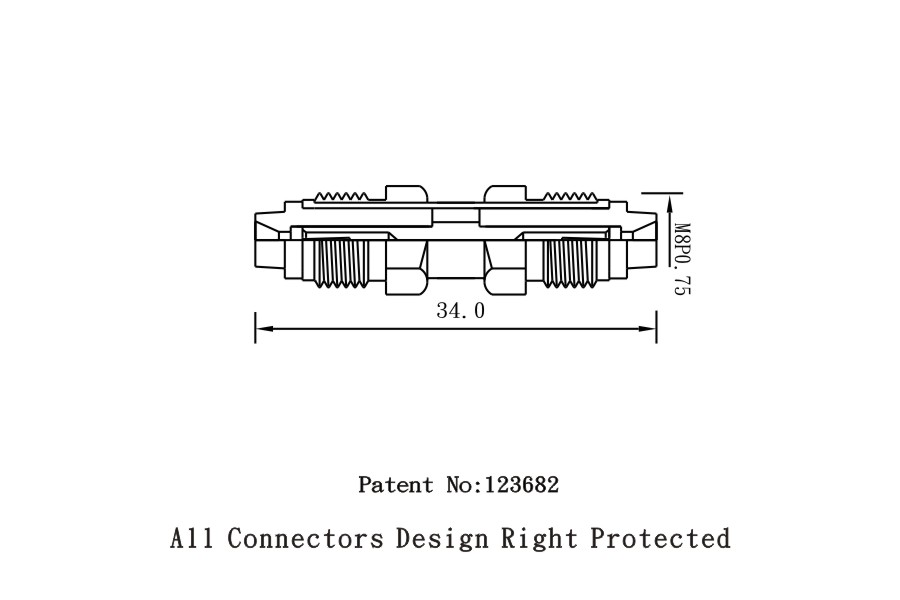 M8P0.75
34.0
Patent No:123682
All Connectors Design Right Protected